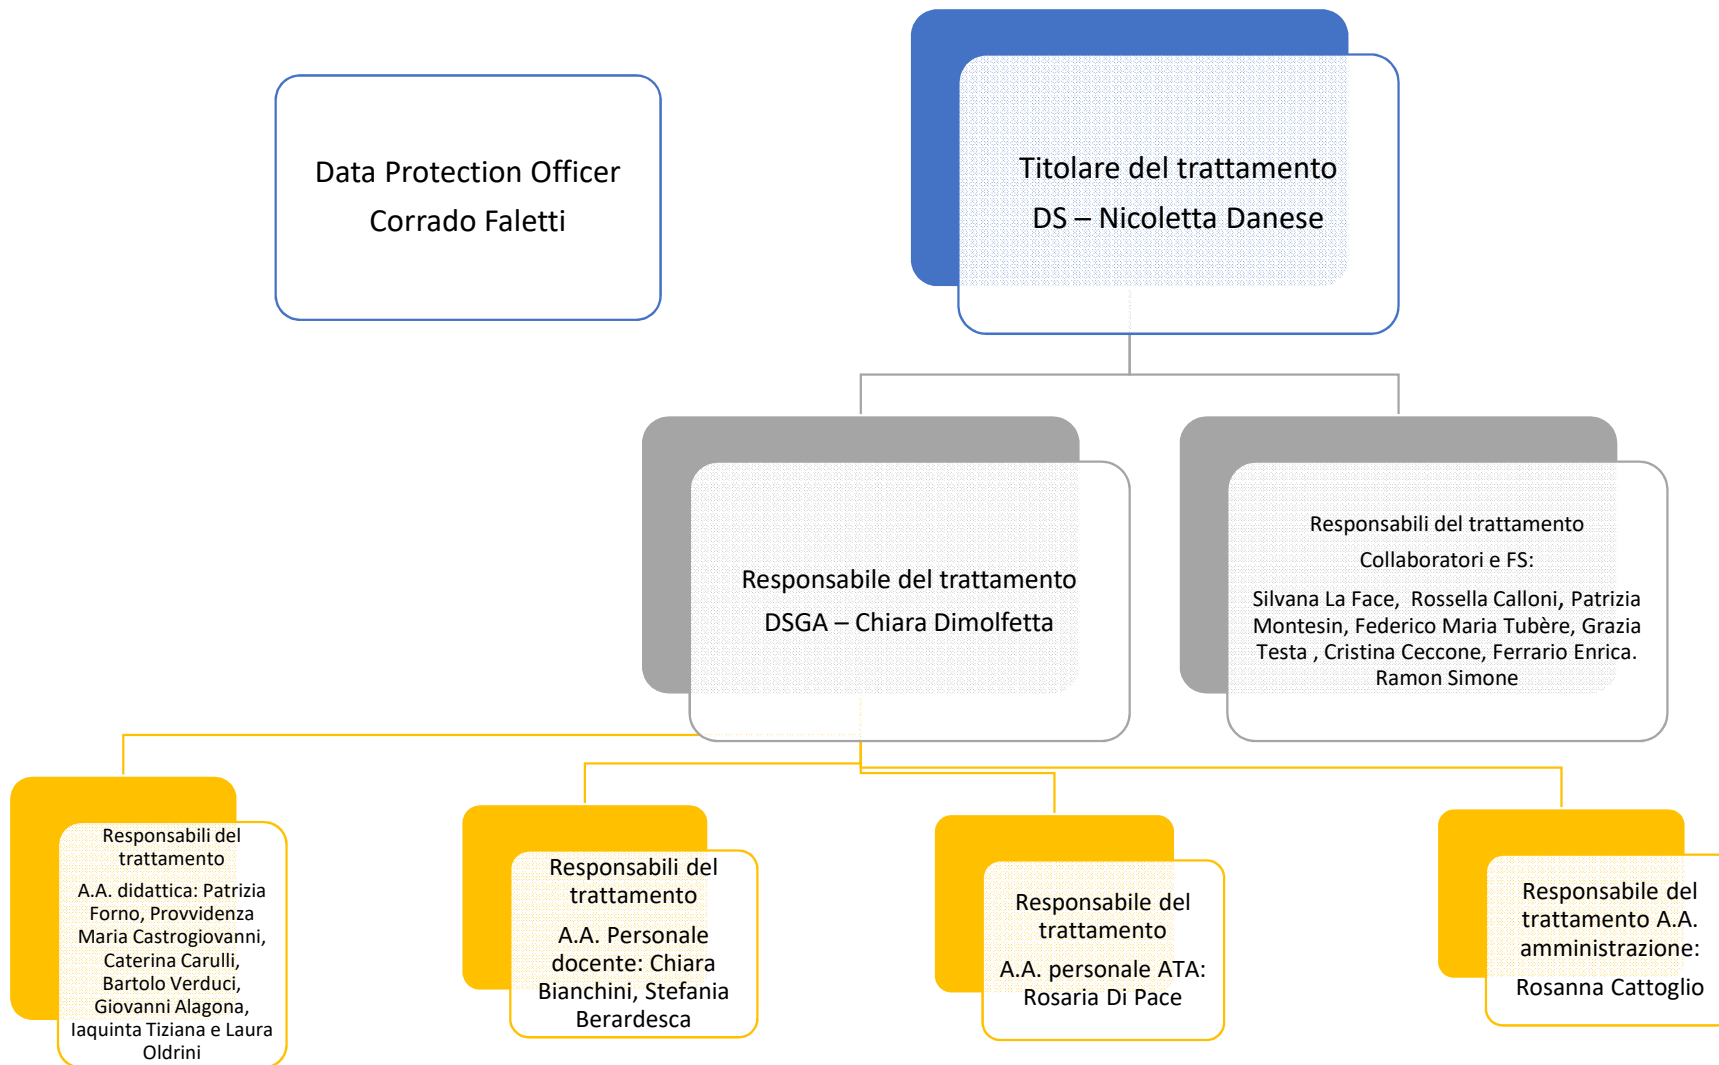 Data Protection Officer
Corrado Faletti
Titolare del trattamento
DS – Nicoletta Danese
Responsabile del trattamento
DSGA – Chiara Dimolfetta
Responsabili del trattamento
Collaboratori e FS:
Silvana La Face,  Rossella Calloni, Patrizia
Montesin, Federico Maria Tubère, Grazia
Testa , Cristina Ceccone, Ferrario Enrica.
Ramon Simone
Responsabili del
trattamento
A.A. didattica: Patrizia
Forno, Provvidenza
Maria Castrogiovanni,
Caterina Carulli,
Bartolo Verduci,
Giovanni Alagona,
Iaquinta Tiziana e Laura
Oldrini
Responsabili del
trattamento
A.A. Personale
docente: Chiara
Bianchini, Stefania
Berardesca
Responsabile del
trattamento
A.A. personale ATA:
Rosaria Di Pace
Responsabile del
trattamento A.A.
amministrazione:
Rosanna Cattoglio